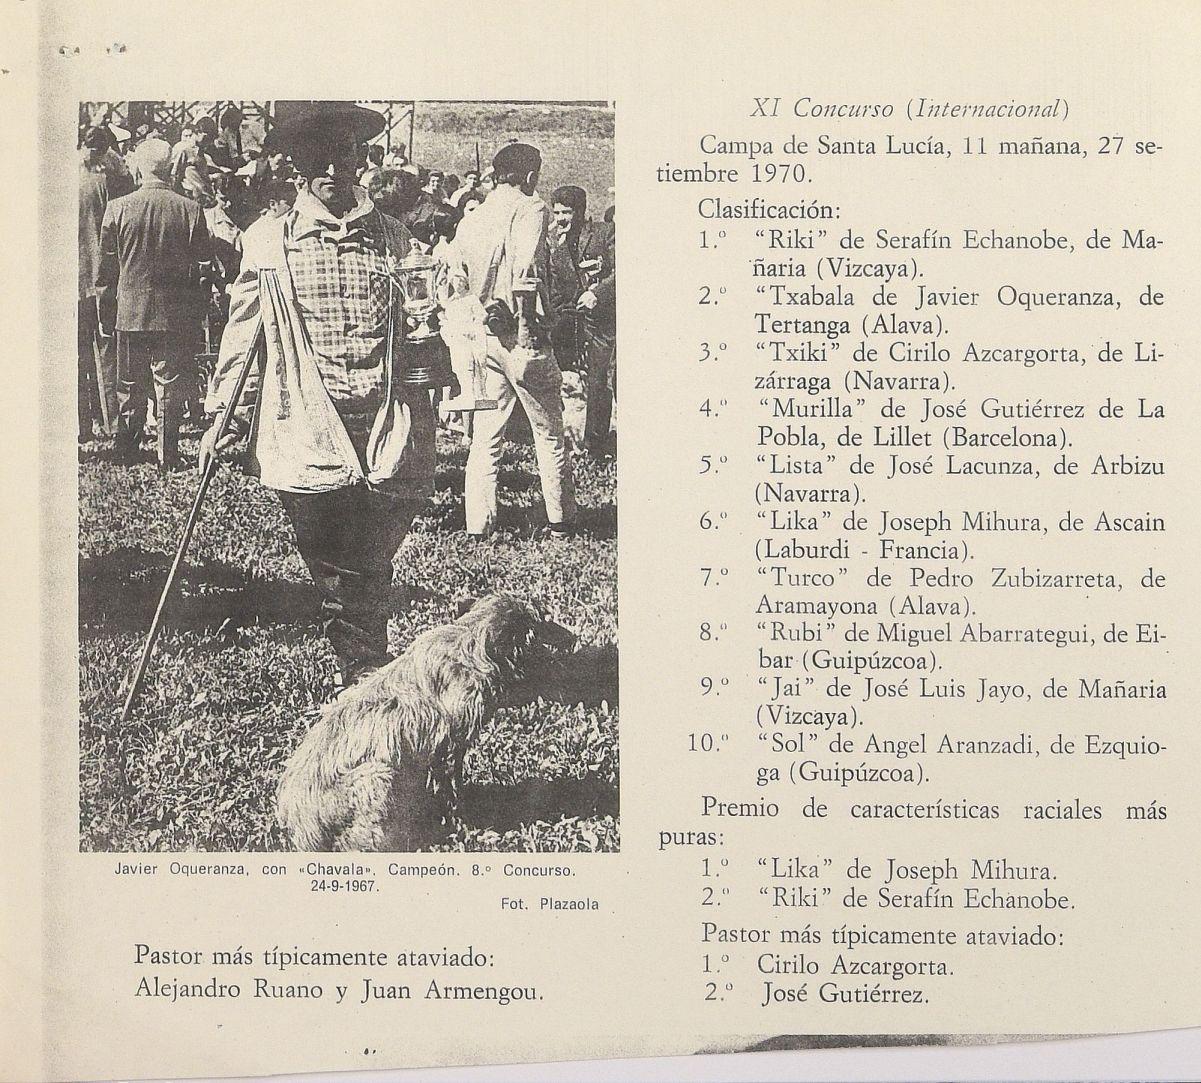 Javier Oqueranza, con «Chavala», Campeón. 8.º Concurso.
24-9-1967.
Fot. Plazaola
Pastor más típicamente ataviado:
Alejandro Ruano y Juan Armengou.
XI Concurso (Internacional)
Campa de Santa Lucía, 11 mañana, 27 se-
tiembre 1970.
Clasificación:
1.º “Riki” de Serafín Echanobe, de Ma-
ñaria (Vizcaya).
2.º “Txabala de Javier Oqueranza, de
Tertanga (Alava).
3.º “Txiki” de Cirilo Azcargorta, de Li-
zárraga (Navarra).
4.º “Murilla” de José Gutiérrez de La
Pobla, de Lillet (Barcelona).
5.º “Lista” de José Lacunza, de Arbizu
(Navarra).
6.º “Lika” de Joseph Mihura, de Ascain
(Laburdi - Francia).
7.º “Turco” de Pedro Zubizarreta, de
Aramayona (Alava).
8.º “Rubi” de Miguel Abarrategui, de Ei-
bar (Guipúzcoa).
9.º “Jai” de José Luis Jayo, de Mañaria
(Vizcaya).
10.º “Sol” de Angel Aranzadi, de Ezquio-
ga (Guipúzcoa).
Premio de características raciales más
puras:
1.º “Lika” de Joseph Mihura.
2.º “Riki” de Serafín Echanobe.
Pastor más típicamente ataviado:
1.º Cirilo Azcargorta.
2.º José Gutiérrez.